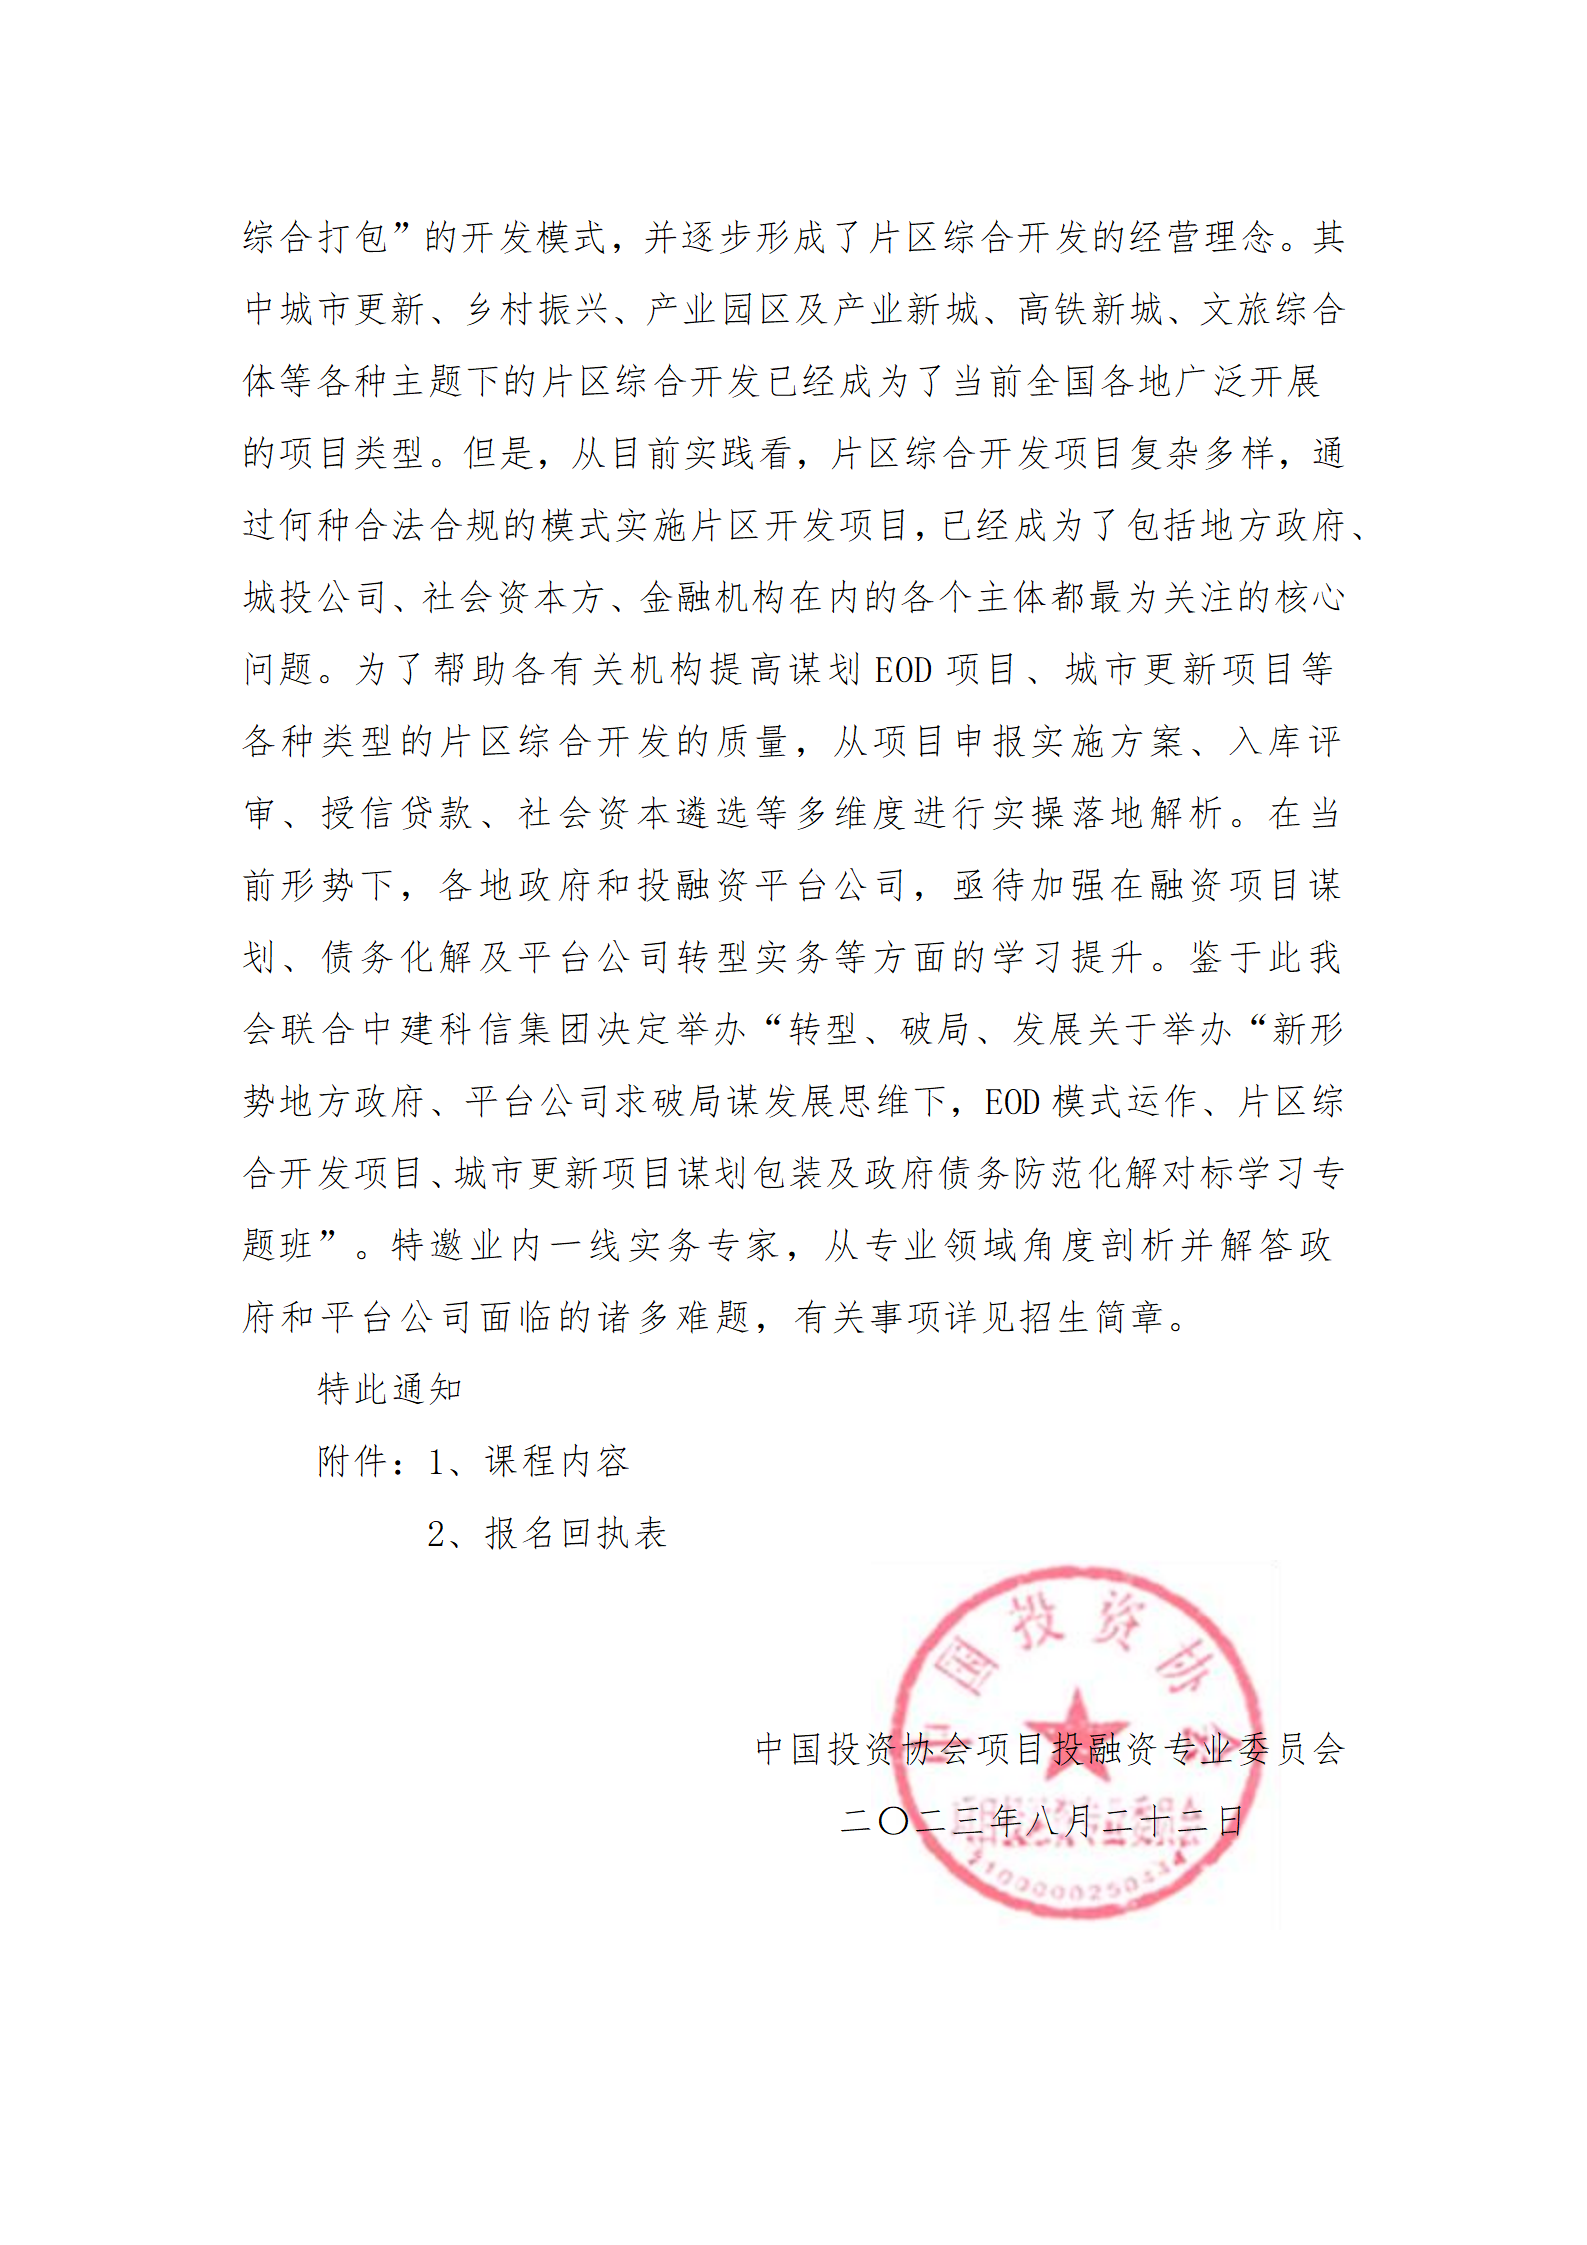 综合打包”的开发模式，并逐步形成了片区综合开发的经营理念。其
中城市更新、乡村振兴、产业园区及产业新城、高铁新城、文旅综合
体等各种主题下的片区综合开发已经成为了当前全国各地广泛开展
的项目类型。但是，从目前实践看，片区综合开发项目复杂多样，通
过何种合法合规的模式实施片区开发项目，已经成为了包括地方政府、
城投公司、社会资本方、金融机构在内的各个主体都最为关注的核心
问题。为了帮助各有关机构提高谋划 EOD 项目、城市更新项目等
各种类型的片区综合开发的质量，从项目申报实施方案、入库评
审、授信贷款、社会资本遴选等多维度进行实操落地解析。在当
前形势下，各地政府和投融资平台公司，亟待加强在融资项目谋
划、债务化解及平台公司转型实务等方面的学习提升。鉴于此我
会联合中建科信集团决定举办“转型、破局、发展关于举办“新形
势地方政府、平台公司求破局谋发展思维下，EOD 模式运作、片区综
合开发项目、城市更新项目谋划包装及政府债务防范化解对标学习专
题班”。特邀业内一线实务专家，从专业领域角度剖析并解答政
府和平台公司面临的诸多难题，有关事项详见招生简章。
特此通知
附件：1、课程内容
2、报名回执表
中国投资协会
中国投资协会项目投融资专业委员会
二〇二三年八月二十二日